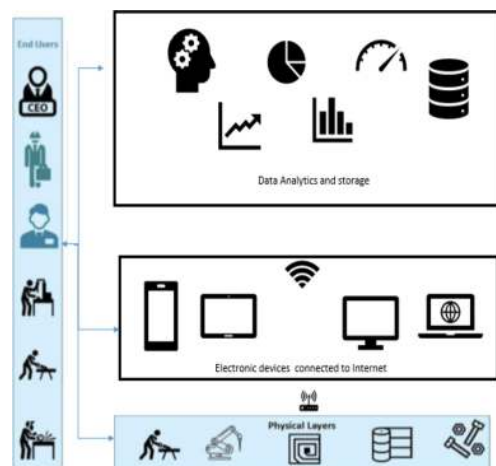 End Users
CEO
Data Analytics and storage
Electronic devices connected to Internet
Physical Layers